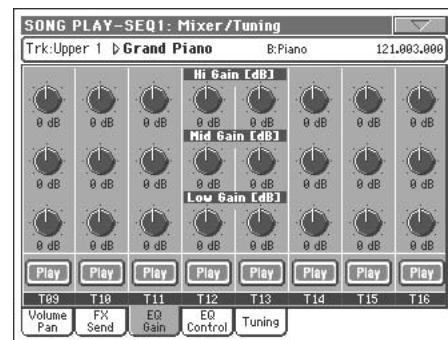 SONG PLAY-SEQ1: Mixer/Tuning
Trk:Upper 1 ▷Grand Piano B:Piano 121.003.000
Hi Gain [dB]
0 dB 0 dB 0 dB 0 dB 0 dB 0 dB 0 dB 0 dB
Mid Gain [dB]
0 dB 0 dB 0 dB 0 dB 0 dB 0 dB 0 dB 0 dB
Low Gain [dB]
0 dB 0 dB 0 dB 0 dB 0 dB 0 dB 0 dB 0 dB
Play Play Play Play Play Play Play Play
T09 T10 T11 T12 T13 T14 T15 T16
Volume FX EQ EQ Tuning
Pan Send Gain Control